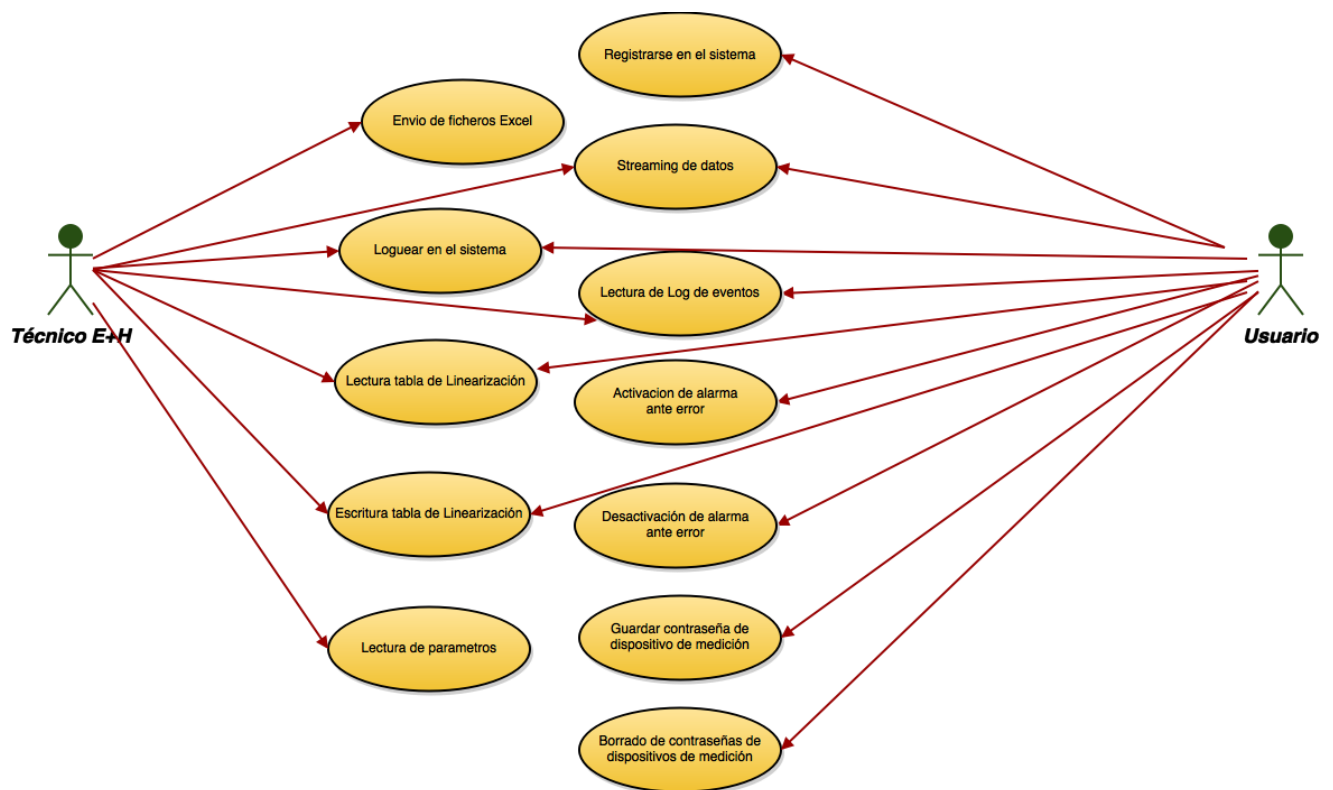 Registrarse en el sistema
Envio de ficheros Excel
Streaming de datos
Loguear en el sistema
Lectura de Log de eventos
Técnico E+H
Usuario
Lectura tabla de Linearización
Activacion de alarma
ante error
Escritura tabla de Linearización
Desactivación de alarma
ante error
Lectura de parametros
Guardar contraseña de
dispositivo de medición
Borrado de contraseñas de
dispositivos de medición